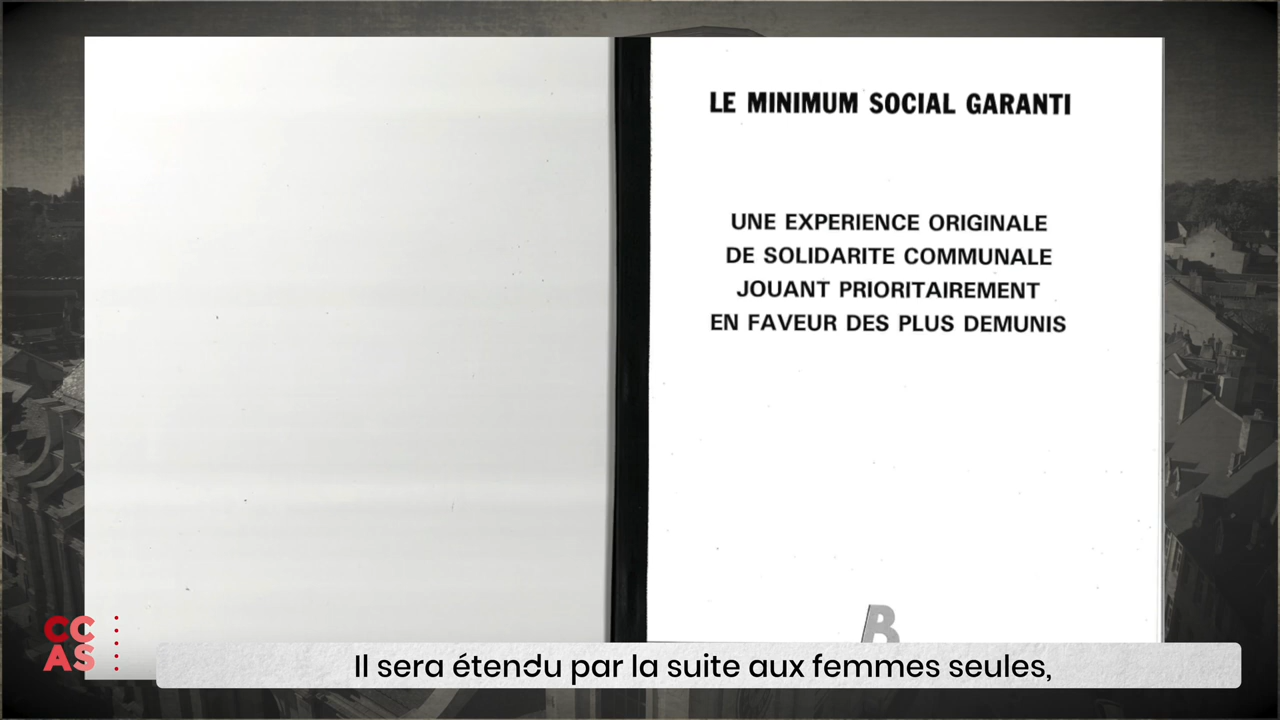 LE MINIMUM SOCIAL GARANTI
UNE EXPERIENCE ORIGINALE
DE SOLIDARITE COMMUNALE
JOUANT PRIORITAIREMENT
EN FAVEUR DES PLUS DEMUNIS
B
CC
AS
Il sera étendu par la suite aux femmes seules,